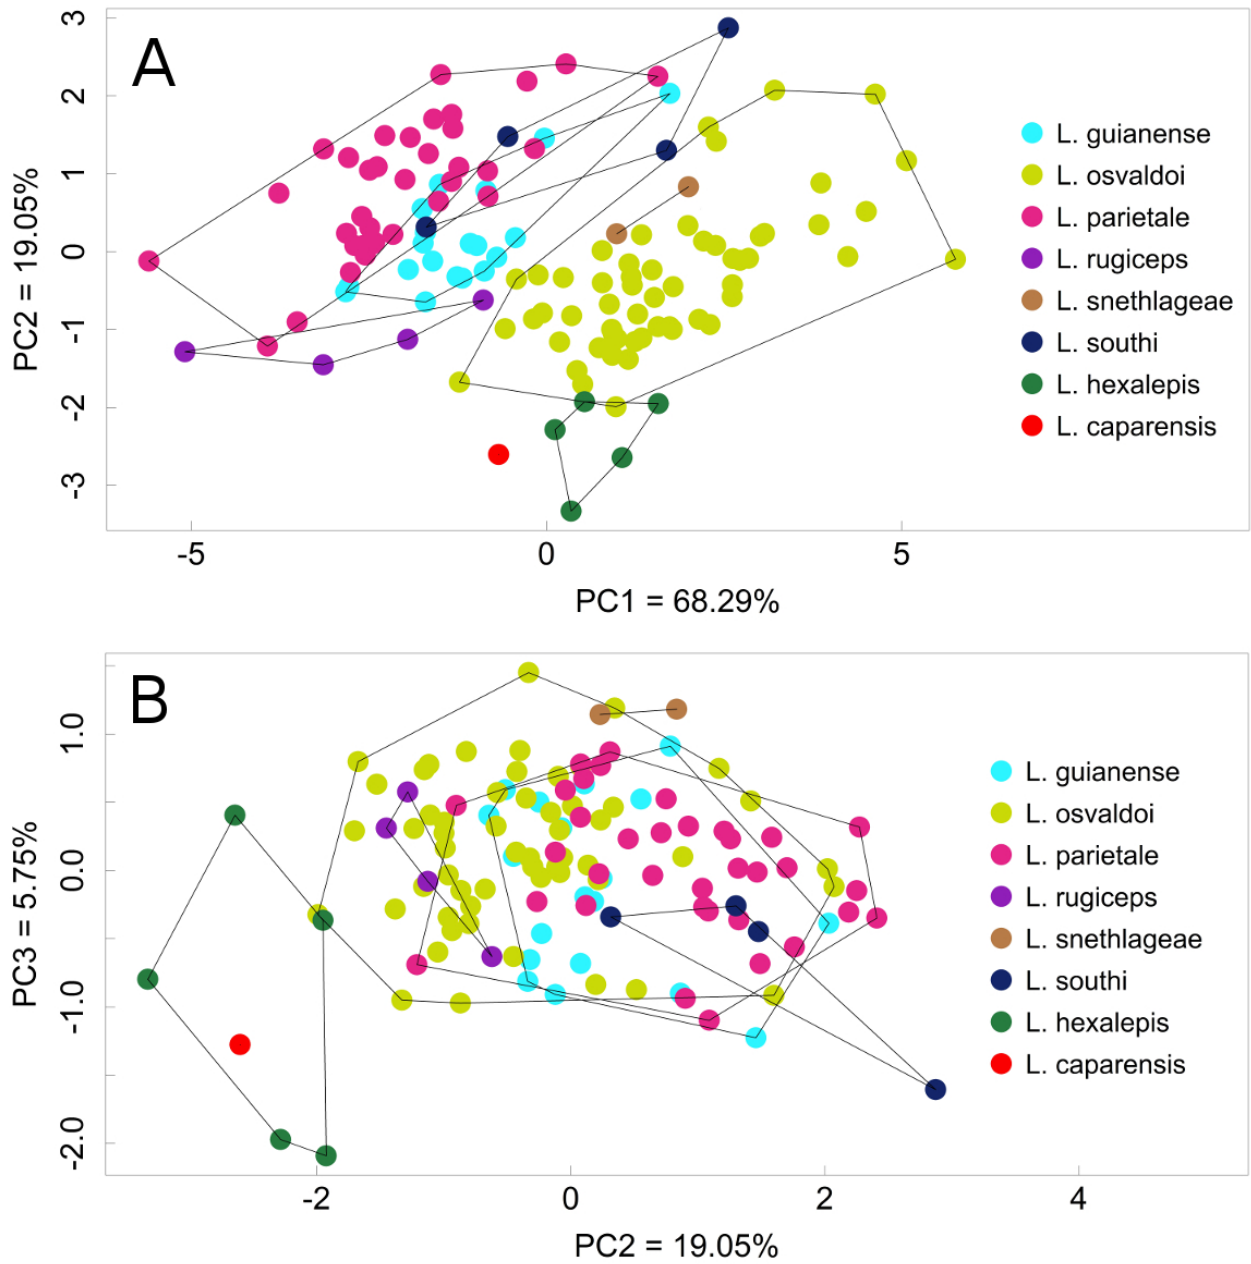 A
3
2
1
0
-1
-2
-3
PC2 = 19.05%
L. guianense
L. osvaldoi
L. parietale
L. rugiceps
L. snethlageae
L. southi
L. hexalepis
L. caparensis
-5 0 5
PC1 = 68.29%
B
1.0
0.0
-1.0
-2.0
PC3 = 5.75%
L. guianense
L. osvaldoi
L. parietale
L. rugiceps
L. snethlageae
L. southi
L. hexalepis
L. caparensis
-2 0 2 4
PC2 = 19.05%